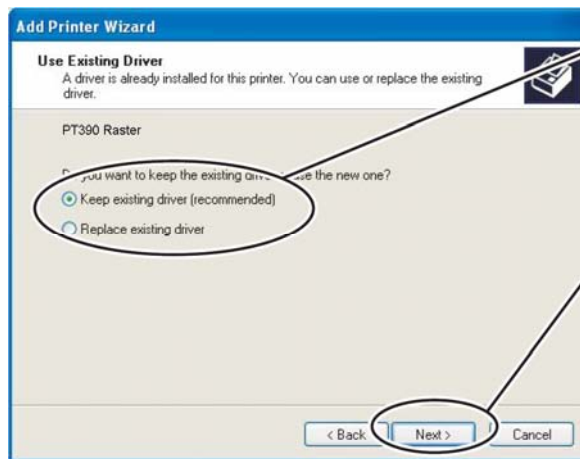 Add Printer Wizard
Use Existing Driver
A driver is already installed for this printer. You can use or replace the existing
driver.
PT390 Raster
you want to keep the existing the new one?
Keep existing driver (recommended)
Replace existing driver
< Back Next > Cancel